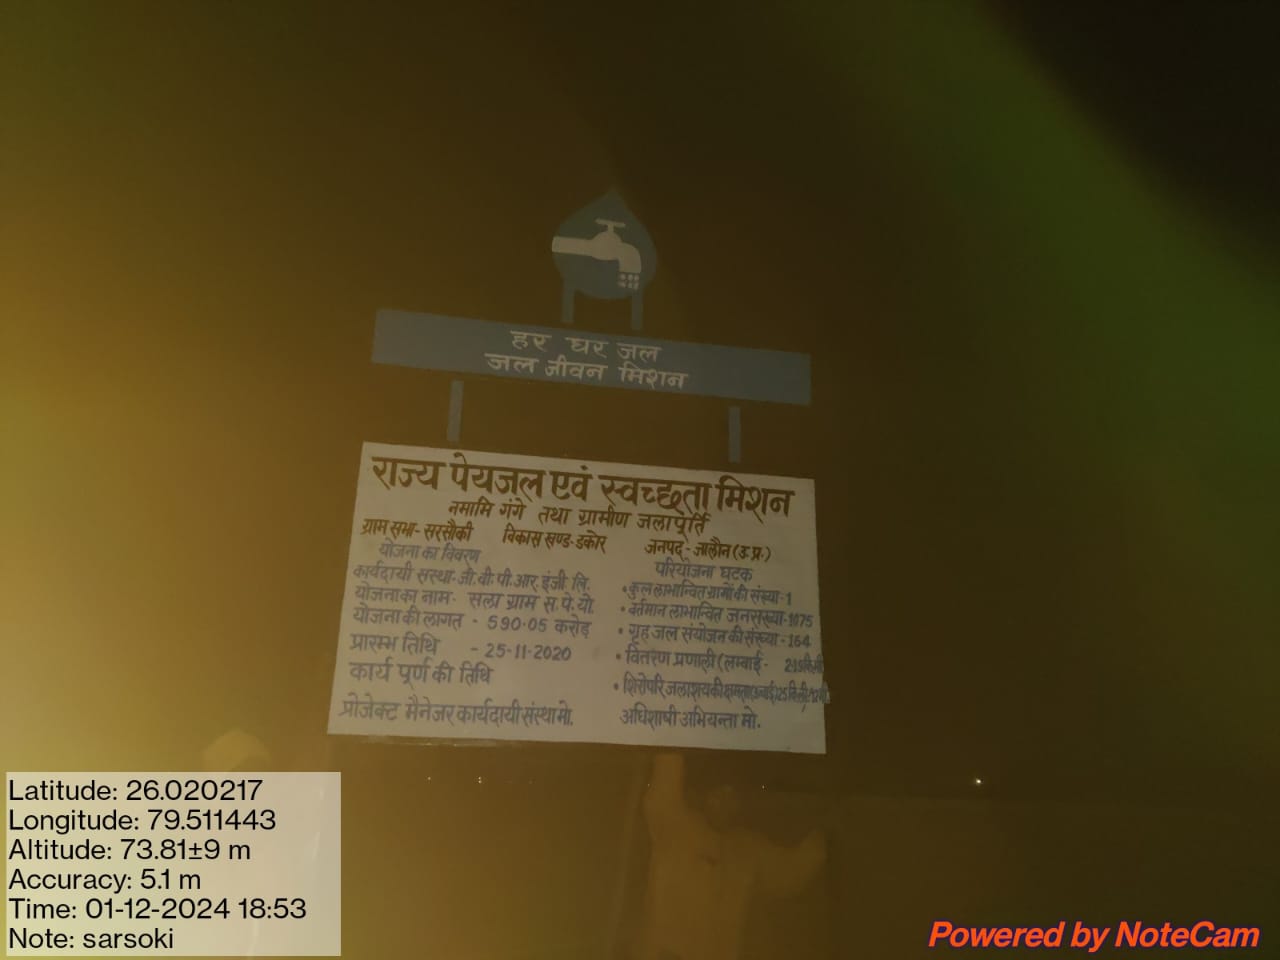 हर घर जल
जल जीवन मिशन
राज्य पेयजल एवं स्वच्छता मिशन
नमामि गंगे तथा ग्रामीण जलापूर्ति
ग्राम सभा- सरसौकी विकास खण्ड- डकोर जनपद - जालौन (उ.प्र.)
योजना का विवरण
कार्यदायी संस्था- जी.वी.पी.आर. इंजी. लि.
योजना का नाम- सला ग्राम स.पे.यो.
योजना की लागत - 590.05 करोड़
प्रारम्भ तिथि - 25-11-2020
कार्य पूर्ण की तिथि
प्रोजेक्ट मैनेजर कार्यदायी संस्था मो.
परियोजना घटक
• कुल लाभान्वित ग्रामों की संख्या- 1
• वर्तमान लाभान्वित जनसंख्या- 1075
• गृह जल संयोजन की संख्या - 164
• वितरण प्रणाली (लम्बाई -
• शिरोपरि जलाशय की क्षमता
अधिशाषी अभियन्ता मो.
Latitude: 26.020217
Longitude: 79.511443
Altitude: 73.81±9 m
Accuracy: 5.1 m
Time: 01-12-2024 18:53
Note: sarsoki
Powered by NoteCam